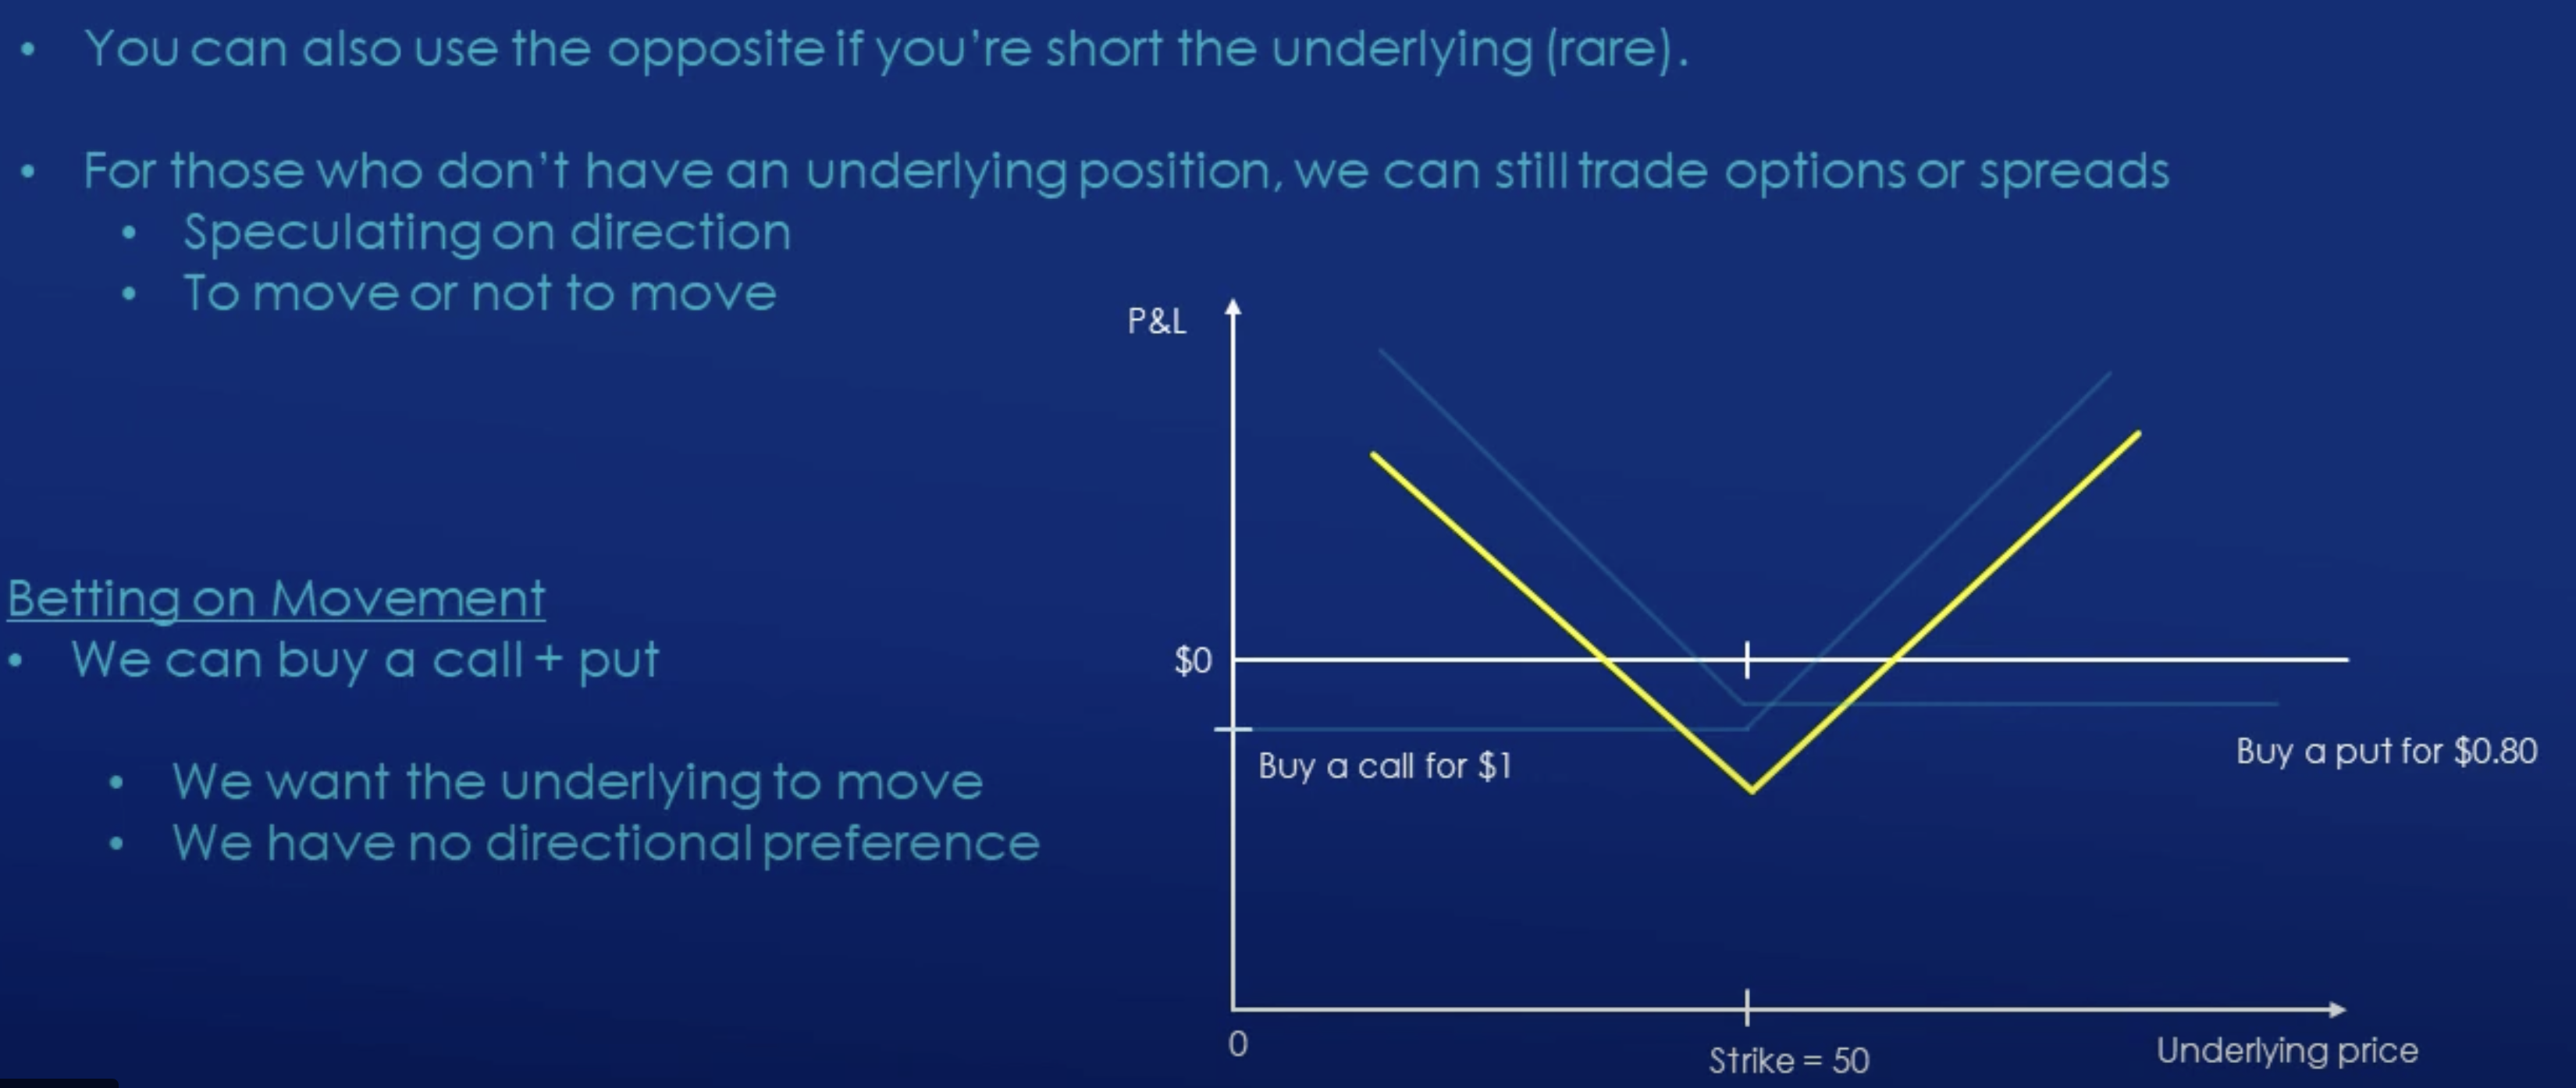 You can also use the opposite if you're short the underlying (rare).
For those who don't have an underlying position, we can still trade options or spreads
Speculating on direction
To move or not to move
P&L
Betting on Movement
We can buy a call + put
$0
Buy a put for $0.80
Buy a call for $1
We want the underlying to move
We have no directional preference
0
Strike = 50
Underlying price